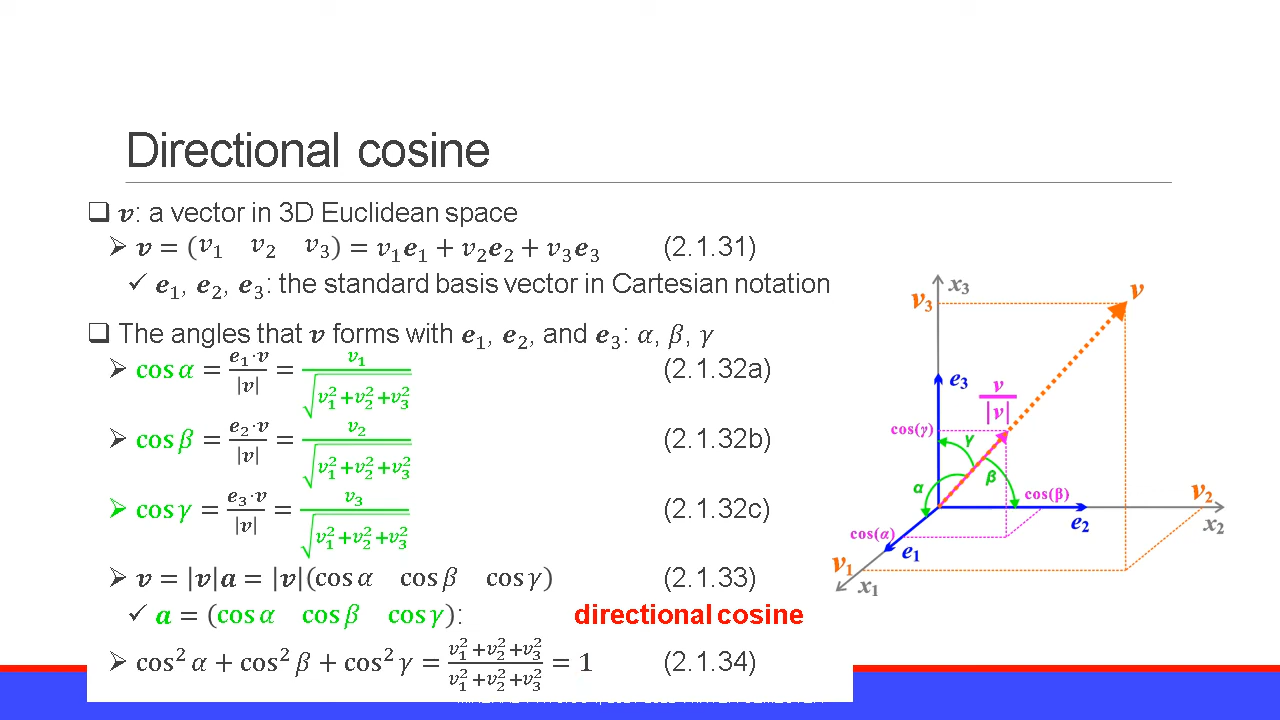 Directional cosine
❑ v: a vector in 3D Euclidean space
➢ v = (v₁ v₂ v₃) = v₁e₁ + v₂e₂ + v₃e₃ (2.1.31)
✓ e₁, e₂, e₃: the standard basis vector in Cartesian notation
❑ The angles that v forms with e₁, e₂, and e₃: α, β, γ
➢ cos α = e₁·v/|v| = v₁/√(v₁²+v₂²+v₃²) (2.1.32a)
➢ cos β = e₂·v/|v| = v₂/√(v₁²+v₂²+v₃²) (2.1.32b)
➢ cos γ = e₃·v/|v| = v₃/√(v₁²+v₂²+v₃²) (2.1.32c)
➢ v = |v|a = |v|(cos α cos β cos γ) (2.1.33)
✓ a = (cos α cos β cos γ): directional cosine
➢ cos² α + cos² β + cos² γ = v₁²+v₂²+v₃²/v₁²+v₂²+v₃² = 1 (2.1.34)
x₃
v₃
v
e₃
v/|v|
cos(γ)
γ
β
α
cos(β)
v₂
cos(α)
e₂
x₂
e₁
v₁
x₁